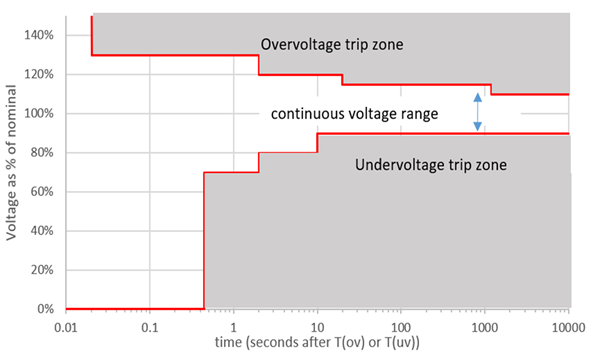 140%
Overvoltage trip zone
120%
100%
continuous voltage range
80%
Undervoltage trip zone
60%
40%
20%
0%
Voltage as % of nominal
0.01 0.1 1 10 100 1000 10000
time (seconds after T(ov) or T(uv))